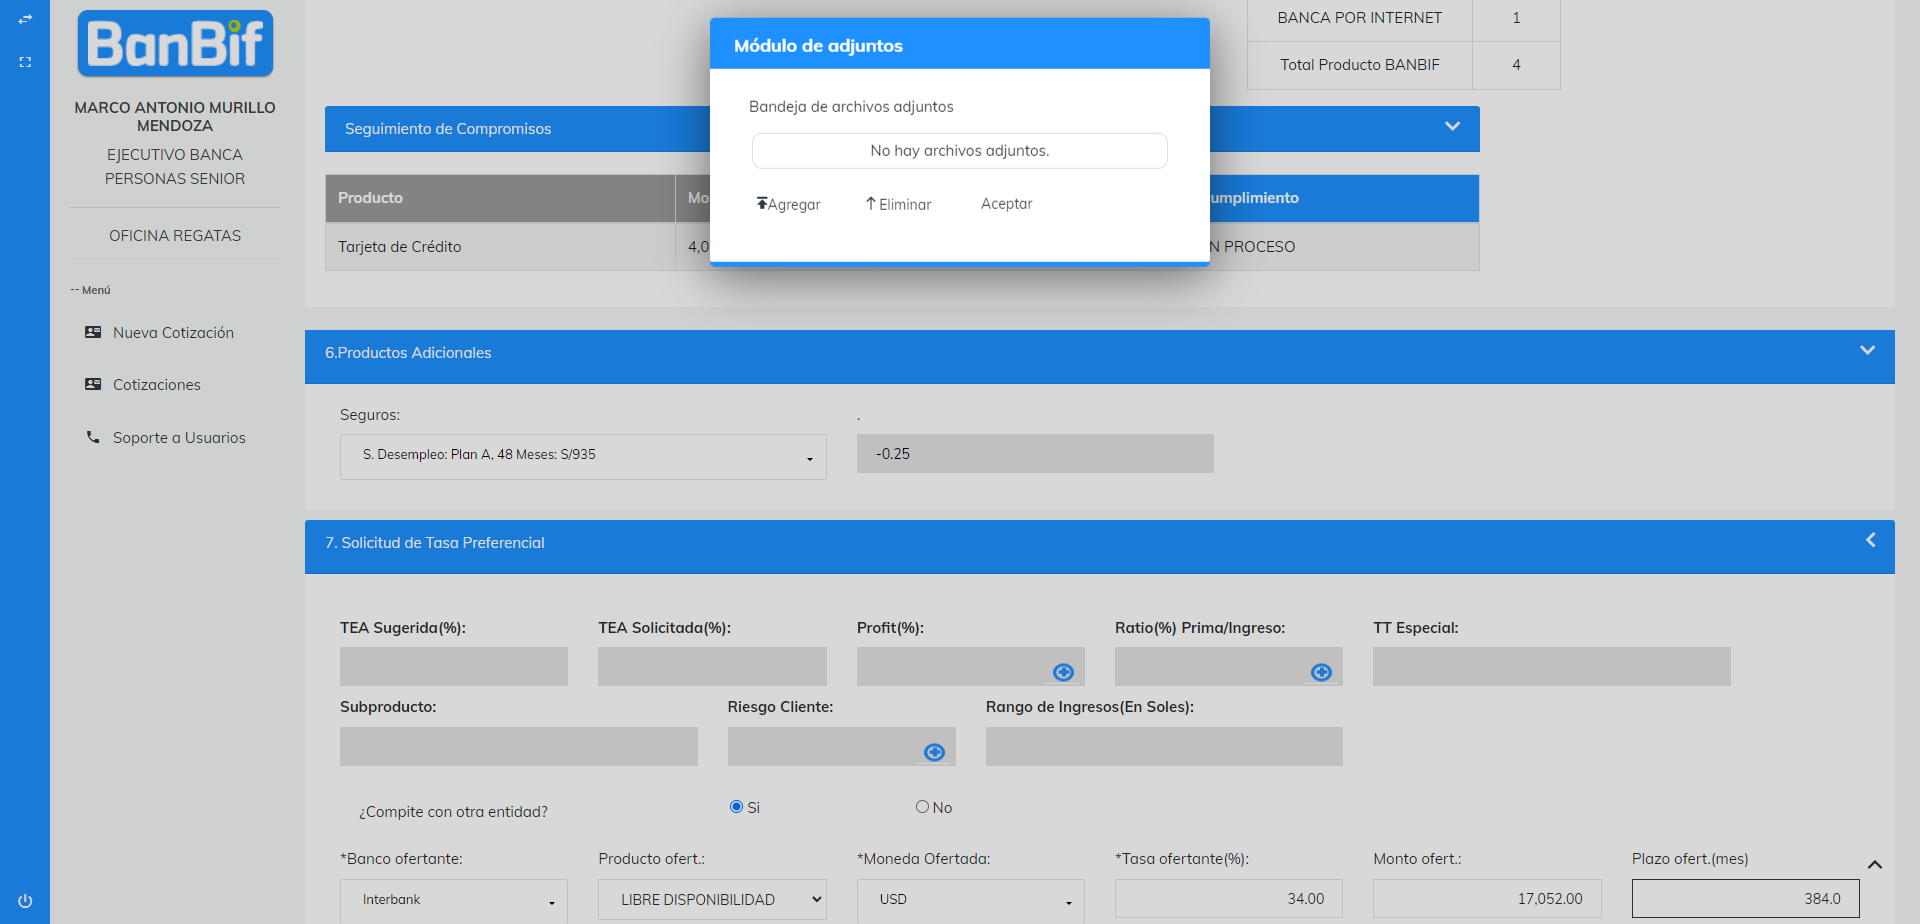 BanBif
MARCO ANTONIO MURILLO
MENDOZA
EJECUTIVO BANCA
PERSONAS SENIOR
OFICINA REGATAS
-- Menú
Nueva Cotización
Cotizaciones
Soporte a Usuarios
BANCA POR INTERNET 1
Total Producto BANBIF 4
Módulo de adjuntos
Bandeja de archivos adjuntos
No hay archivos adjuntos.
Agregar Eliminar Aceptar
Seguimiento de Compromisos
Producto Mo umplimiento
Tarjeta de Crédito 4,0 N PROCESO
6.Productos Adicionales
Seguros: .
S. Desempleo: Plan A, 48 Meses: S/935 -0.25
7. Solicitud de Tasa Preferencial
TEA Sugerida(%): TEA Solicitada(%): Profit(%): Ratio(%) Prima/Ingreso: TT Especial:
Subproducto: Riesgo Cliente: Rango de Ingresos(En Soles):
¿Compite con otra entidad? Si No
*Banco ofertante: Producto ofert.: *Moneda Ofertada: *Tasa ofertante(%): Monto ofert.: Plazo ofert.(mes)
Interbank LIBRE DISPONIBILIDAD USD 34.00 17,052.00 384.0